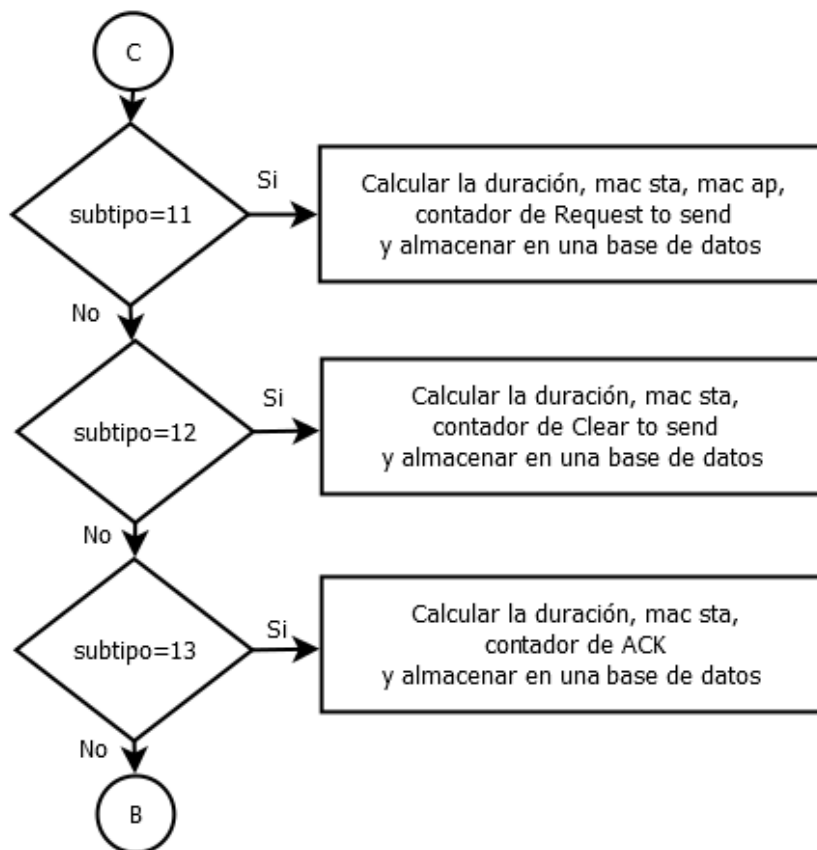 C
subtipo=11
Si
Calcular la duración, mac sta, mac ap,
contador de Request to send
y almacenar en una base de datos
No
subtipo=12
Si
Calcular la duración, mac sta,
contador de Clear to send
y almacenar en una base de datos
No
subtipo=13
Si
Calcular la duración, mac sta,
contador de ACK
y almacenar en una base de datos
No
B